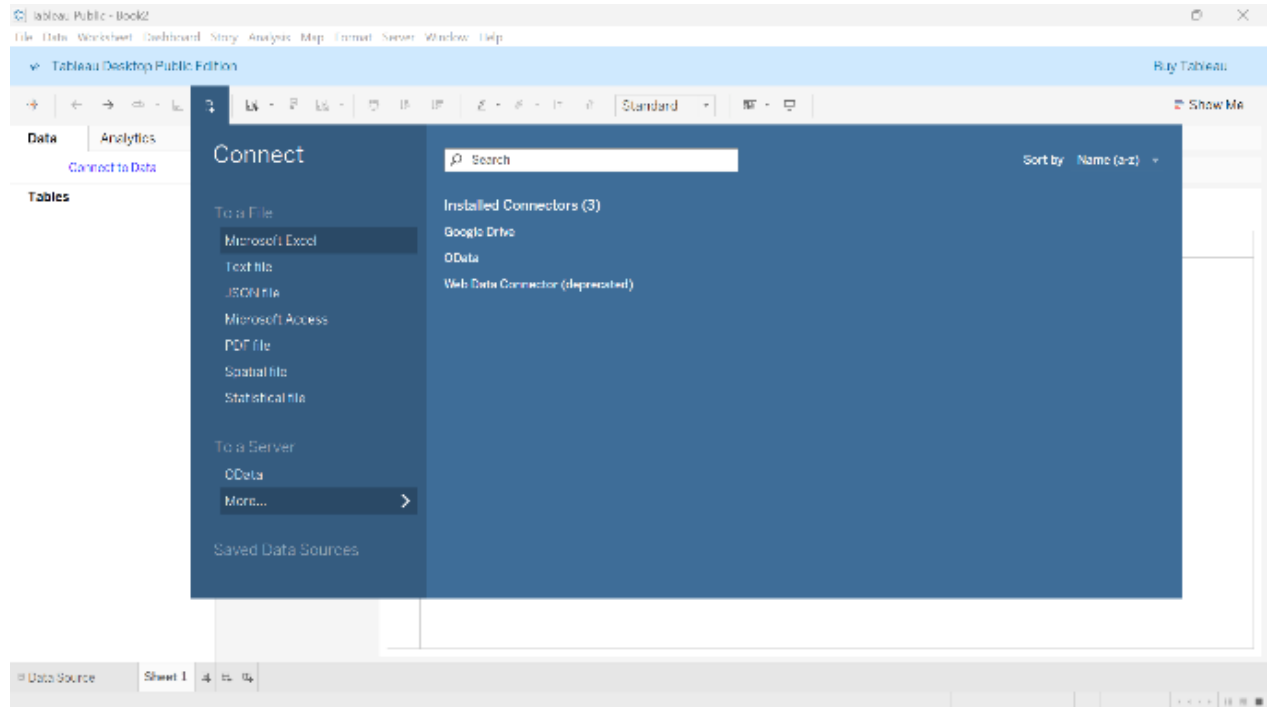 Tableau Public - Book2
File Data Worksheet Dashboard Story Analysis Map Format Server Window Help
Tableau Desktop Public Edition
Buy Tableau
Standard
Show Me
Data Analytics
Connect to Data
Tables
Connect
To a File
Microsoft Excel
Text file
JSON file
Microsoft Access
PDF file
Spatial file
Statistical file
To a Server
OData
More...
Saved Data Sources
Search
Sort by Name (a-z)
Installed Connectors (3)
Google Drive
OData
Web Data Connector (deprecated)
Data Source Sheet 1